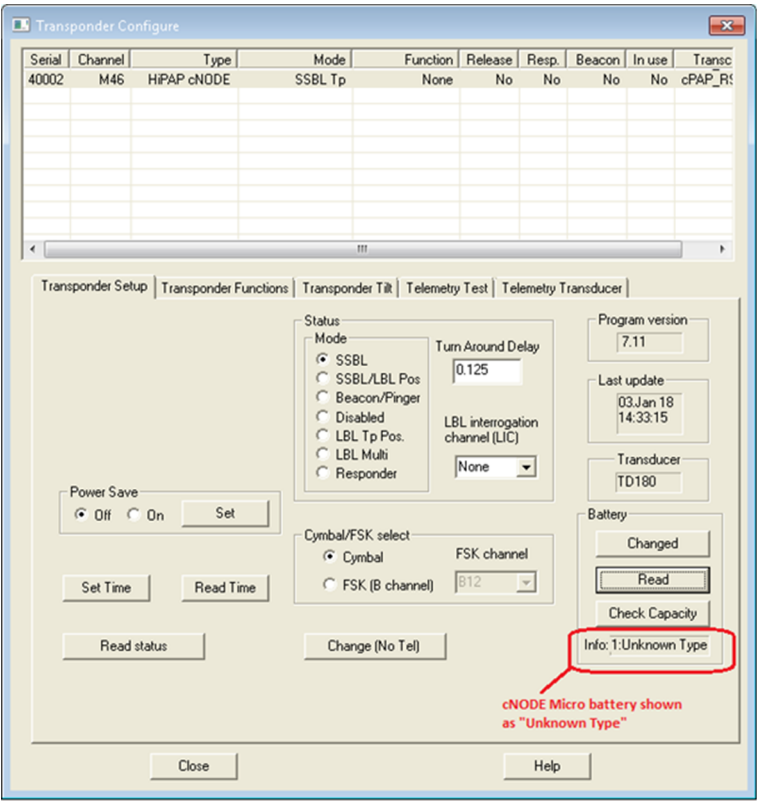 Transponder Configure
Serial Channel Type Mode Function Release Resp. Beacon In use Transc
40002 M46 HiPAP cNODE SSBL Tp None No No No No cPAP_RS
Transponder Setup Transponder Functions Transponder Tilt Telemetry Test Telemetry Transducer
Status
Mode
SSBL
SSBL/LBL Pos
Beacon/Pinger
Disabled
LBL Tp Pos.
LBL Multi
Responder
Turn Around Delay
0.125
LBL interrogation
channel (LIC)
None
Program version
7.11
Last update
03.Jan 18
14:33:15
Transducer
TD180
Power Save
Off On Set
Cymbal/FSK select
Cymbal
FSK (B channel)
FSK channel
B12
Battery
Changed
Read
Check Capacity
Info: 1:Unknown Type
Set Time Read Time
Read status
Change (No Tel)
cNODE Micro battery shown
as "Unknown Type"
Close Help